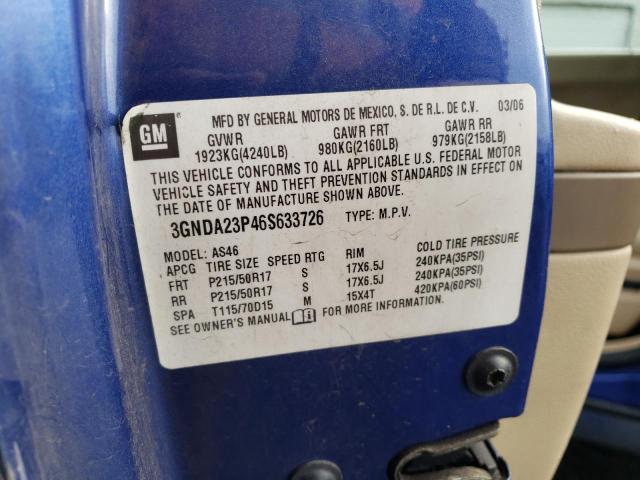 MFD BY GENERAL MOTORS DE MEXICO, S. DE R.L. DE C.V. 03/06
GM
GVWR GAWR FRT GAWR RR
1923KG(4240LB) 980KG(2160LB) 979KG(2158LB)
THIS VEHICLE CONFORMS TO ALL APPLICABLE U.S. FEDERAL MOTOR
VEHICLE SAFETY AND THEFT PREVENTION STANDARDS IN EFFECT ON
THE DATE OF MANUFACTURE SHOWN ABOVE.
3GNDA23P46S633726 TYPE: M.P.V.
MODEL: AS46
APCG TIRE SIZE SPEED RTG RIM COLD TIRE PRESSURE
FRT P215/50R17 S 17X6.5J 240KPA(35PSI)
RR P215/50R17 S 17X6.5J 240KPA(35PSI)
SPA T115/70D15 M 15X4T 420KPA(60PSI)
SEE OWNER'S MANUAL FOR MORE INFORMATION.